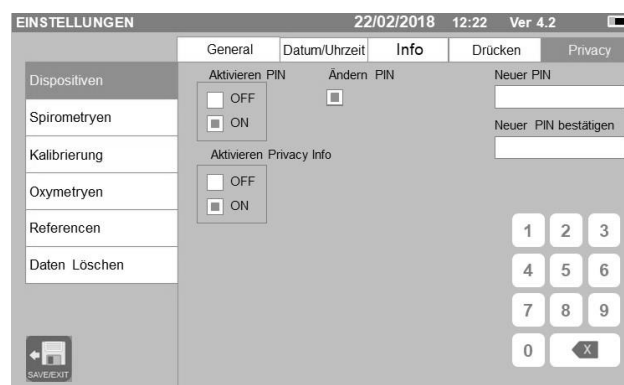 EINSTELLUNGEN 22/02/2018 12:22 Ver 4.2
General Datum/Uhrzeit Info Drücken Privacy
Dispositiven
Spirometryen
Kalibrierung
Oxymetryen
Referencen
Daten Löschen
Aktivieren PIN
OFF
ON
Ändern PIN
Aktivieren Privacy Info
OFF
ON
Neuer PIN
Neuer PIN bestätigen
1 2 3
4 5 6
7 8 9
0 X
SAVE/EXIT